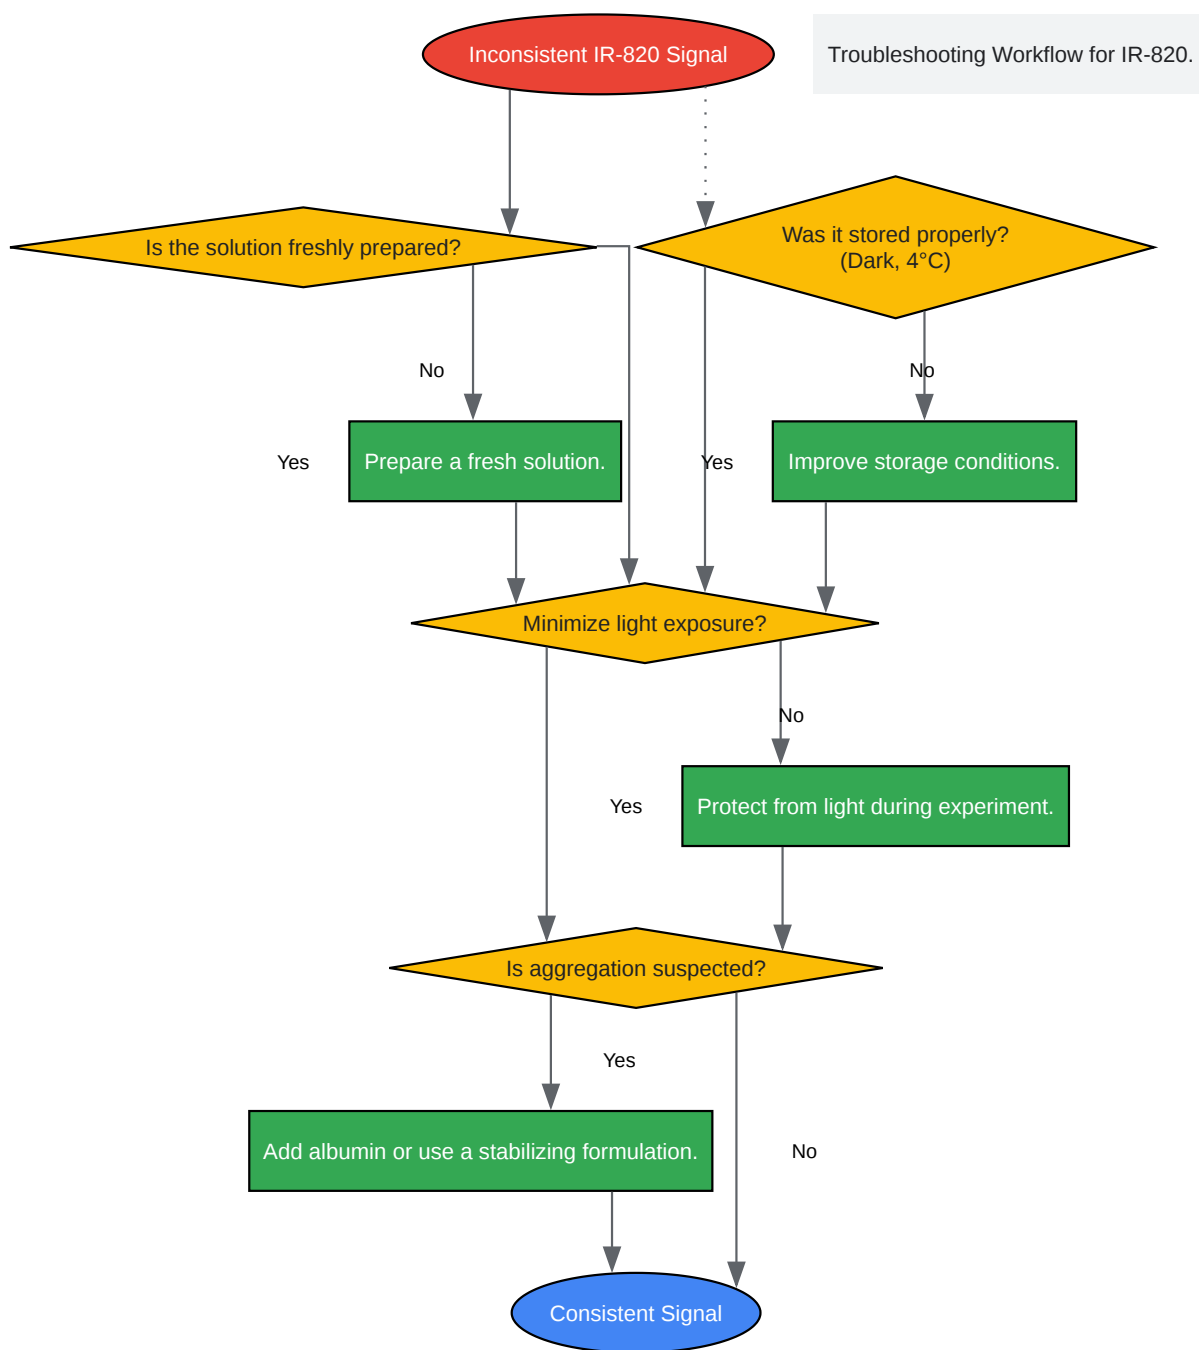 Inconsistent IR-820 Signal
Troubleshooting Workflow for IR-820.
Is the solution freshly prepared?
Was it stored properly?
(Dark, 4°C)
No
No
Yes
Prepare a fresh solution.
Yes
Improve storage conditions.
Minimize light exposure?
No
Yes
Protect from light during experiment.
Is aggregation suspected?
Yes
Add albumin or use a stabilizing formulation.
No
Consistent Signal